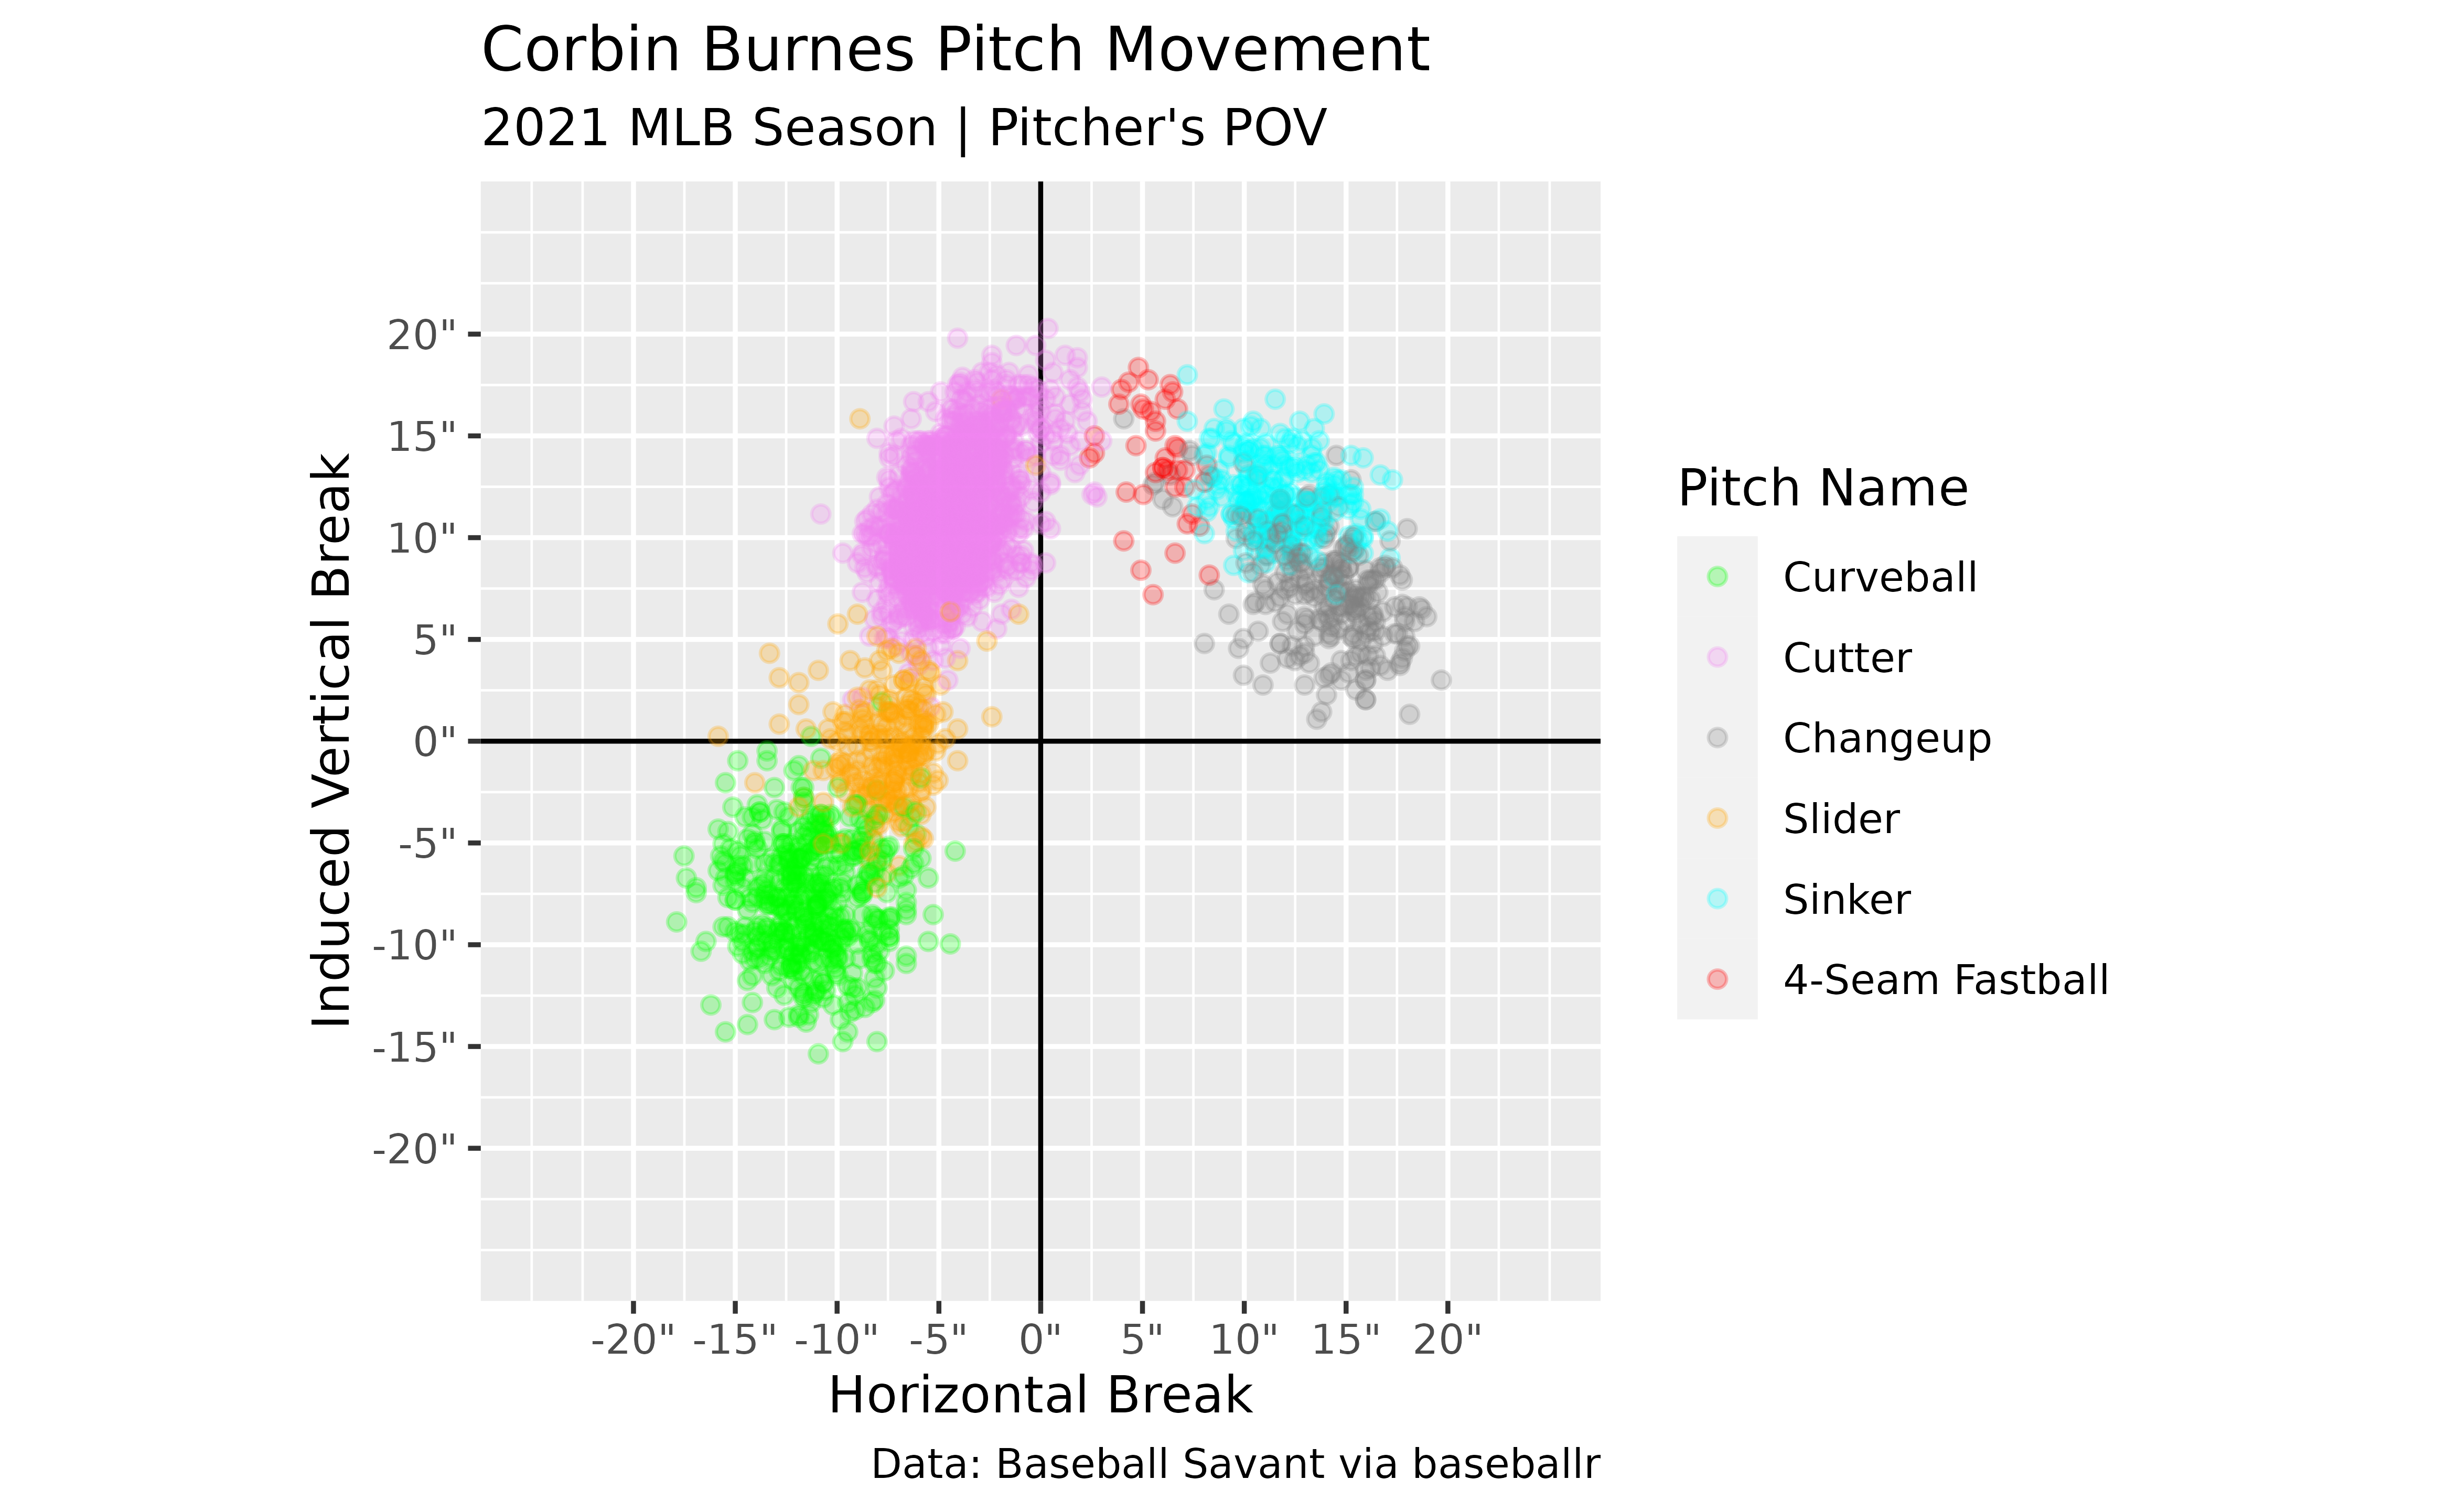 Corbin Burnes Pitch Movement
2021 MLB Season | Pitcher's POV
Induced Vertical Break
20"
15"
10"
5"
0"
-5"
-10"
-15"
-20"
-20" -15" -10" -5" 0" 5" 10" 15" 20"
Horizontal Break
Pitch Name
Curveball
Cutter
Changeup
Slider
Sinker
4-Seam Fastball
Data: Baseball Savant via baseballr